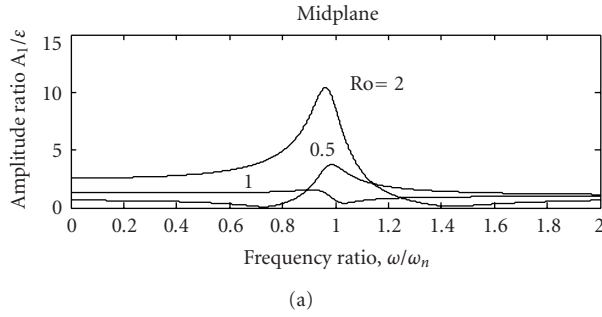 Midplane
Amplitude ratio A₁/ε
15
10
5
0
Ro= 2
0.5
1
0 0.2 0.4 0.6 0.8 1 1.2 1.4 1.6 1.8 2
Frequency ratio, ω/ωₙ
(a)